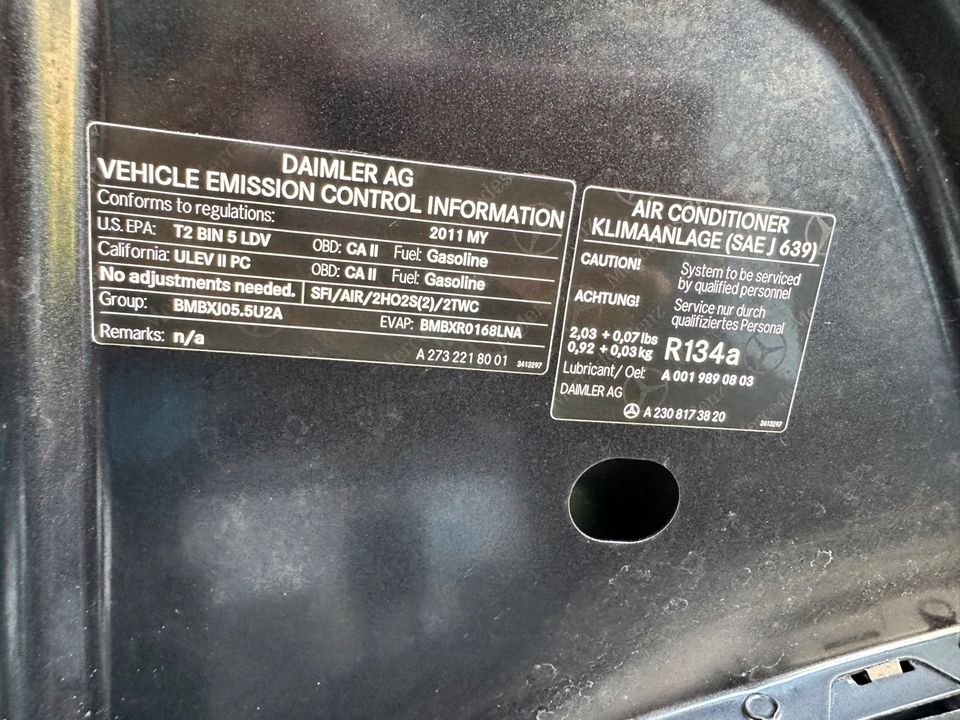 DAIMLER AG
VEHICLE EMISSION CONTROL INFORMATION
Conforms to regulations: 2011 MY
U.S. EPA: T2 BIN 5 LDV OBD: CA II Fuel: Gasoline
California: ULEV II PC OBD: CA II Fuel: Gasoline
No adjustments needed. SFI/AIR/2HO2S(2)/2TWC
Group: BMBXJ05.5U2A EVAP: BMBXR0168LNA
Remarks: n/a A 273 221 80 01 3413297
AIR CONDITIONER
KLIMAANLAGE (SAE J 639)
CAUTION! System to be serviced
by qualified personnel
ACHTUNG! Service nur durch
qualifiziertes Personal
2,03 + 0,07 lbs
0,92 + 0,03 kg R134a
Lubricant/ Oel: A 001 989 08 03
DAIMLER AG
A 230 817 38 20 3413297